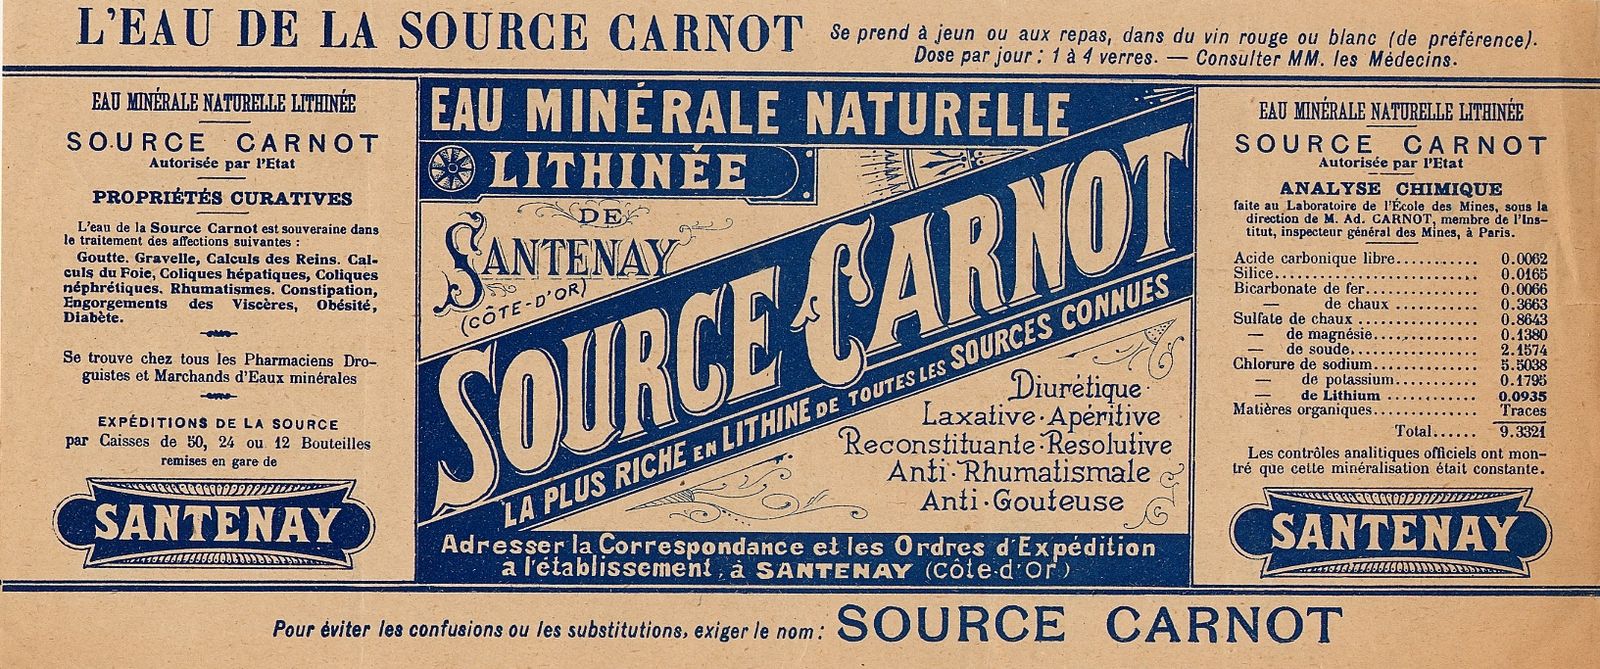 L'EAU DE LA SOURCE CARNOT
Se prend à jeun ou aux repas, dans du vin rouge ou blanc (de préférence).
Dose par jour : 1 à 4 verres. — Consulter MM. les Médecins.
EAU MINÉRALE NATURELLE LITHINÉE
SOURCE CARNOT
Autorisée par l'Etat
PROPRIÉTÉS CURATIVES
L'eau de la Source Carnot est souveraine dans
le traitement des affections suivantes :
Goutte. Gravelle, Calculs des Reins. Cal-
culs du Foie, Coliques hépatiques, Coliques
néphrétiques. Rhumatismes. Constipation,
Engorgements des Viscères, Obésité,
Diabète.
Se trouve chez tous les Pharmaciens Dro-
guistes et Marchands d'Eaux minérales
EXPÉDITIONS DE LA SOURCE
par Caisses de 50, 24 ou 12 Bouteilles
remises en gare de
SANTENAY
EAU MINÉRALE NATURELLE
LITHINÉE
DE
SANTENAY
(CÔTE-D'OR)
SOURCE CARNOT
LA PLUS RICHE EN LITHINE DE TOUTES LES SOURCES CONNUES
Diurétique
Laxative · Apéritive
Reconstituante · Resolutive
Anti · Rhumatismale
Anti · Gouteuse
Adresser la Correspondance et les Ordres d'Expédition
a l'établissement, à SANTENAY (Côte-d'Or)
EAU MINÉRALE NATURELLE LITHINÉE
SOURCE CARNOT
Autorisée par l'Etat
ANALYSE CHIMIQUE
faite au Laboratoire de l'École des Mines, sous la
direction de M. Ad. CARNOT, membre de l'Ins-
titut, inspecteur général des Mines, à Paris.
Acide carbonique libre........... 0.0062
Silice........................... 0.0165
Bicarbonate de fer............... 0.0066
— de chaux ........... 0.3663
Sulfate de chaux ................ 0.8643
— de magnésie............. 0.1380
— de soude................ 2.1574
Chlorure de sodium............... 5.5038
— de potassium............ 0.1795
— de Lithium ............. 0.0935
Matières organiques.............. Traces
Total...... 9.3321
Les contrôles analitiques officiels ont mon-
tré que cette minéralisation était constante.
SANTENAY
Pour éviter les confusions ou les substitutions, exiger le nom : SOURCE CARNOT